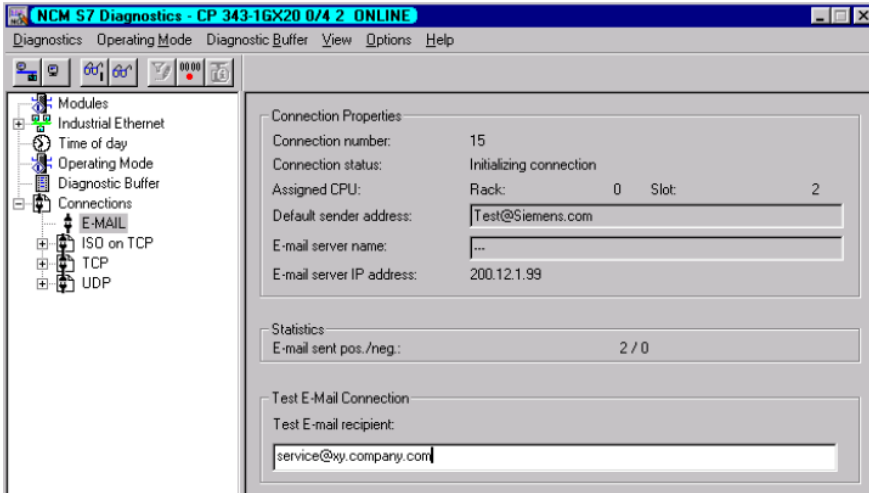 NCM S7 Diagnostics - CP 343-1GX20 0/4 2 ONLINE
Diagnostics Operating Mode Diagnostic Buffer View Options Help
Modules
Industrial Ethernet
Time of day
Operating Mode
Diagnostic Buffer
Connections
E-MAIL
ISO on TCP
TCP
UDP
Connection Properties
Connection number: 15
Connection status: Initializing connection
Assigned CPU: Rack: 0 Slot: 2
Default sender address: Test@Siemens.com
E-mail server name: ---
E-mail server IP address: 200.12.1.99
Statistics
E-mail sent pos./neg.: 2 / 0
Test E-Mail Connection
Test E-mail recipient:
service@xy.company.com